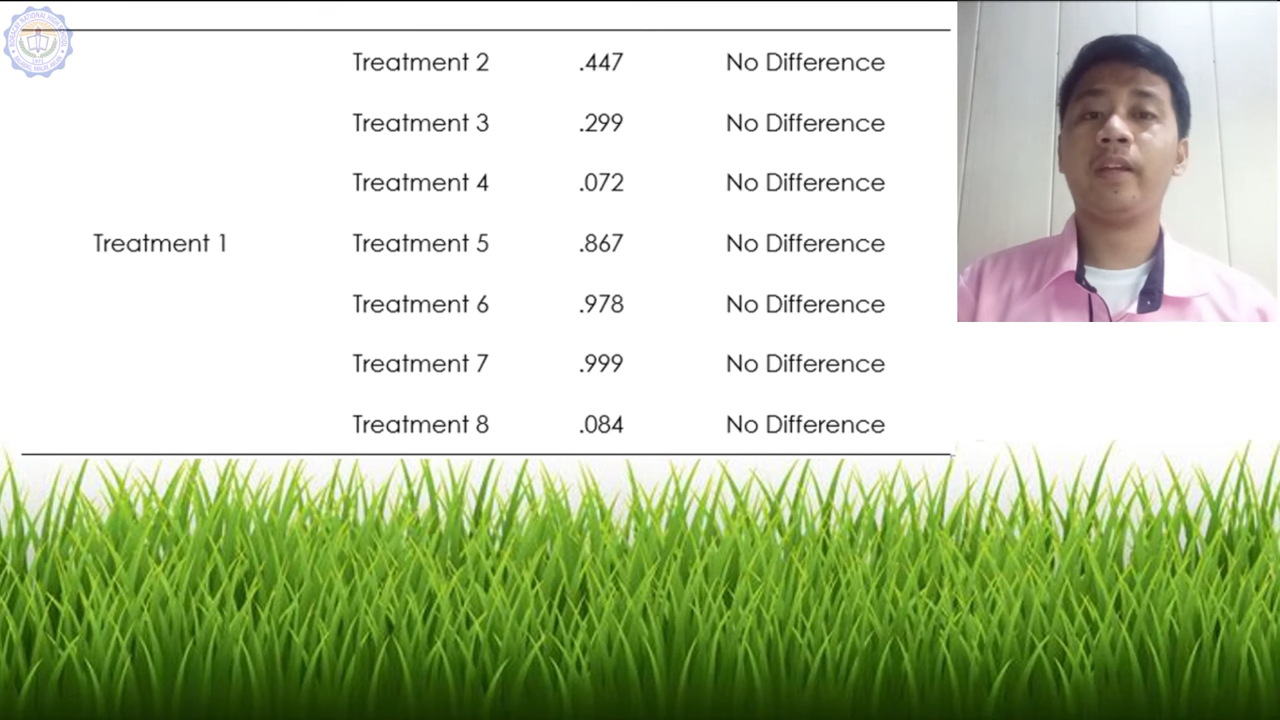 Treatment 2 .447 No Difference
Treatment 3 .299 No Difference
Treatment 4 .072 No Difference
Treatment 1 Treatment 5 .867 No Difference
Treatment 6 .978 No Difference
Treatment 7 .999 No Difference
Treatment 8 .084 No Difference